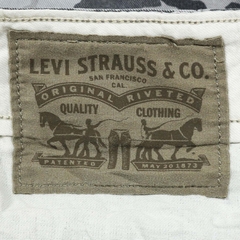 LEVI STRAUSS & CO.
SAN FRANCISCO
CAL.
ORIGINAL RIVETED
QUALITY CLOTHING
PATENTED MAY 20 1873